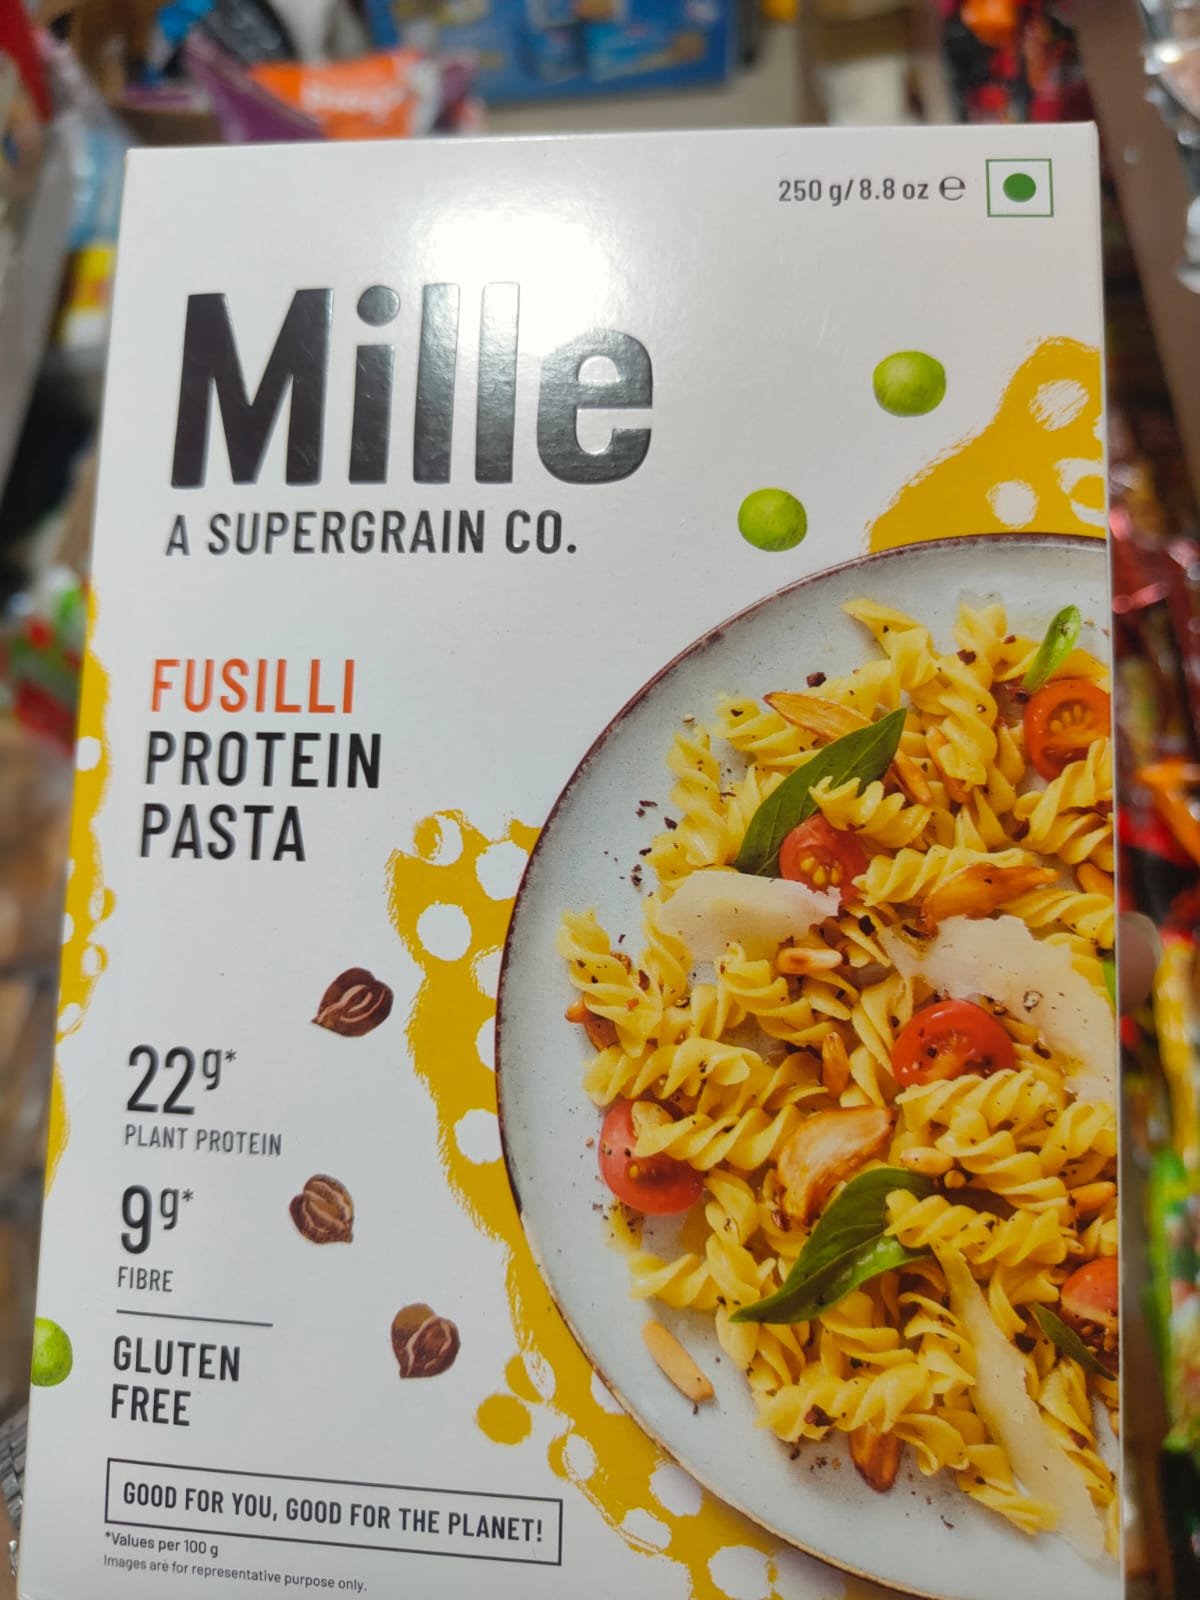 250 g/8.8 oz ℮
Mille
A SUPERGRAIN CO.
FUSILLI
PROTEIN
PASTA
22g*
PLANT PROTEIN
9g*
FIBRE
GLUTEN
FREE
GOOD FOR YOU, GOOD FOR THE PLANET!
*Values per 100 g
Images are for representative purpose only.